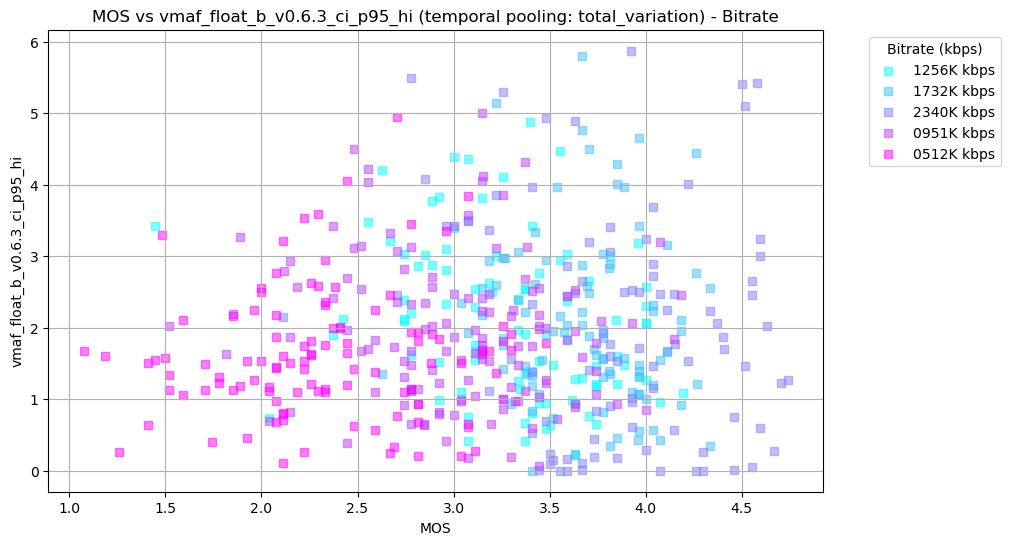 MOS vs vmaf_float_b_v0.6.3_ci_p95_hi (temporal pooling: total_variation) - Bitrate
Bitrate (kbps)
1256K kbps
1732K kbps
2340K kbps
0951K kbps
0512K kbps
vmaf_float_b_v0.6.3_ci_p95_hi
6
5
4
3
2
1
0
1.0 1.5 2.0 2.5 3.0 3.5 4.0 4.5
MOS